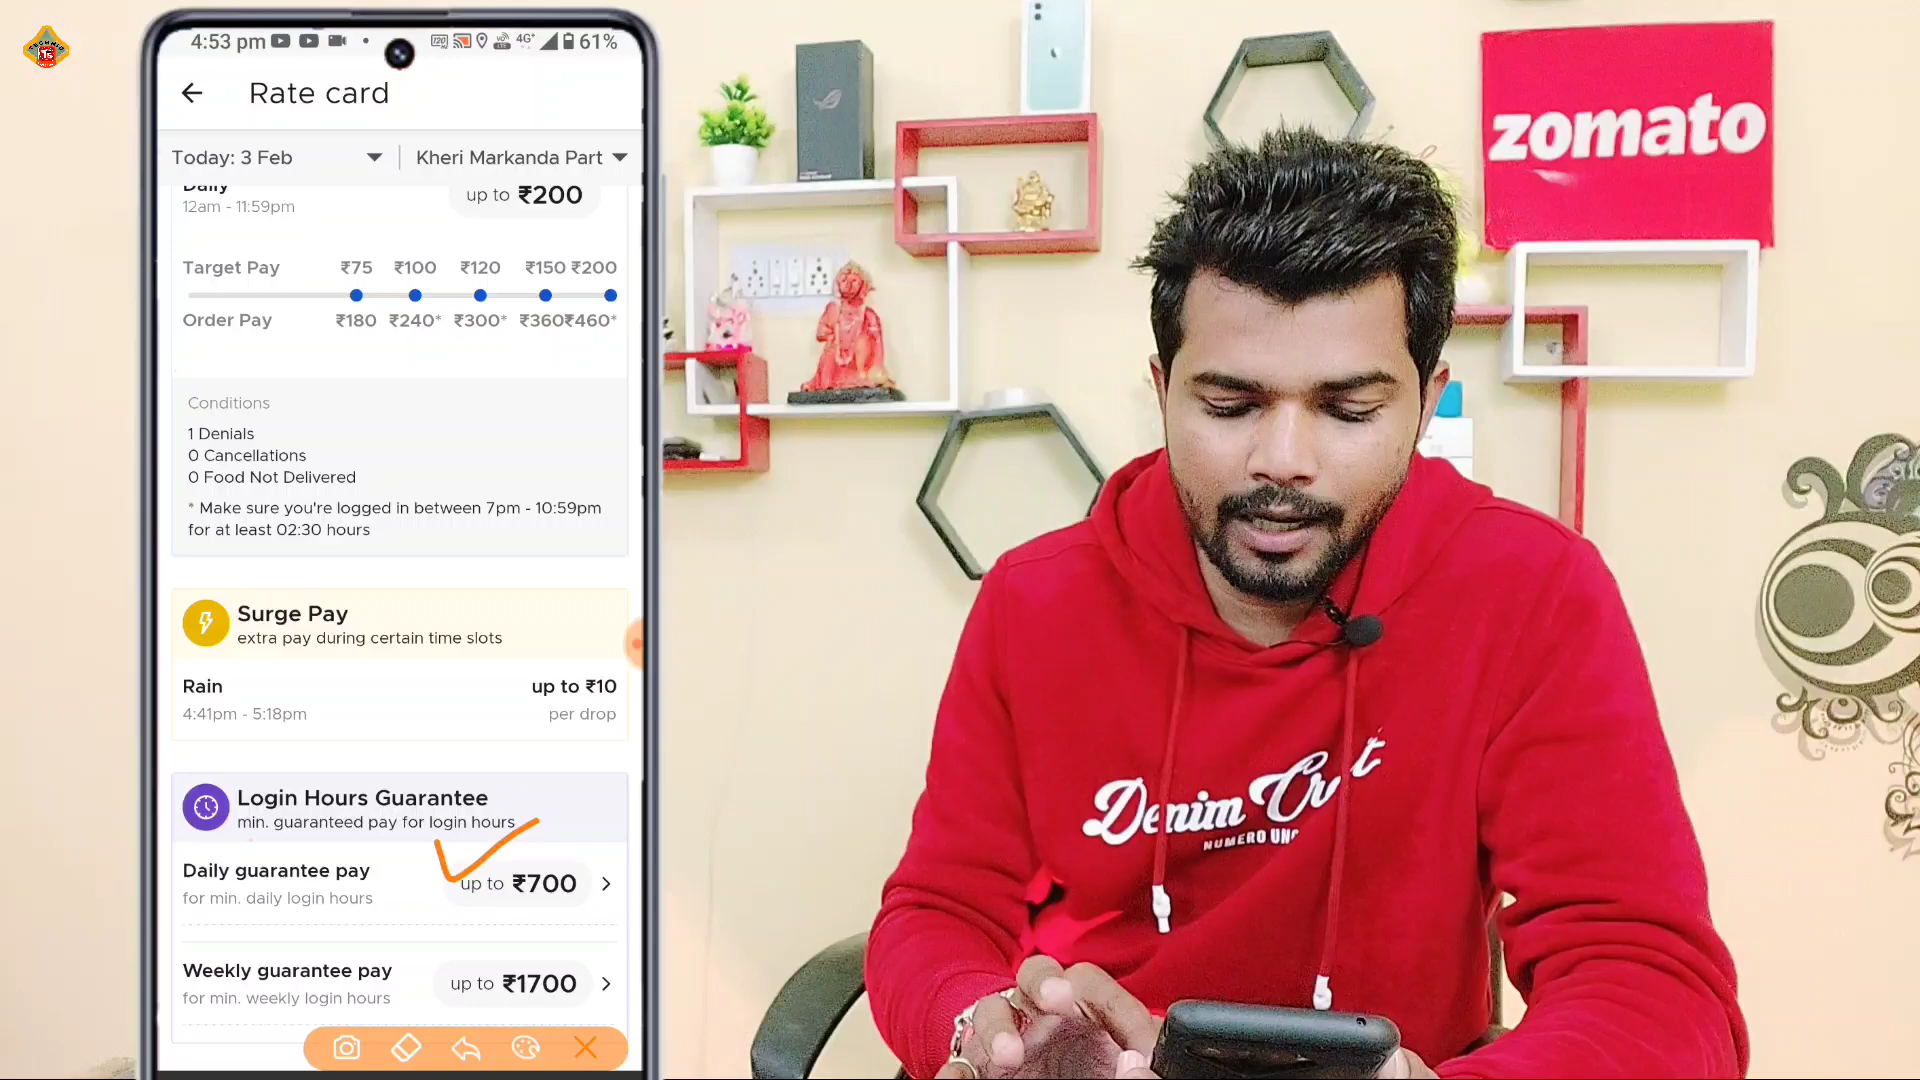 4:53 pm
4G+
61%
Rate card
Today: 3 Feb
Kheri Markanda Part
Daily
up to ₹200
12am - 11:59pm
Target Pay ₹75 ₹100 ₹120 ₹150 ₹200
Order Pay ₹180 ₹240* ₹300* ₹360 ₹460*
Conditions
1 Denials
0 Cancellations
0 Food Not Delivered
* Make sure you're logged in between 7pm - 10:59pm
for at least 02:30 hours
Surge Pay
extra pay during certain time slots
Rain up to ₹10
4:41pm - 5:18pm per drop
Login Hours Guarantee
min. guaranteed pay for login hours
Daily guarantee pay
up to ₹700
for min. daily login hours
Weekly guarantee pay
up to ₹1700
for min. weekly login hours
zomato
Denim
NUMERO UNO